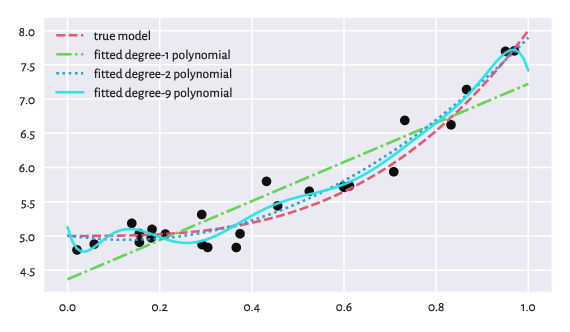 8.0
true model
fitted degree-1 polynomial
7.5
fitted degree-2 polynomial
fitted degree-9 polynomial
7.0
6.5
6.0
5.5
5.0
4.5
0.0 0.2 0.4 0.6 0.8 1.0